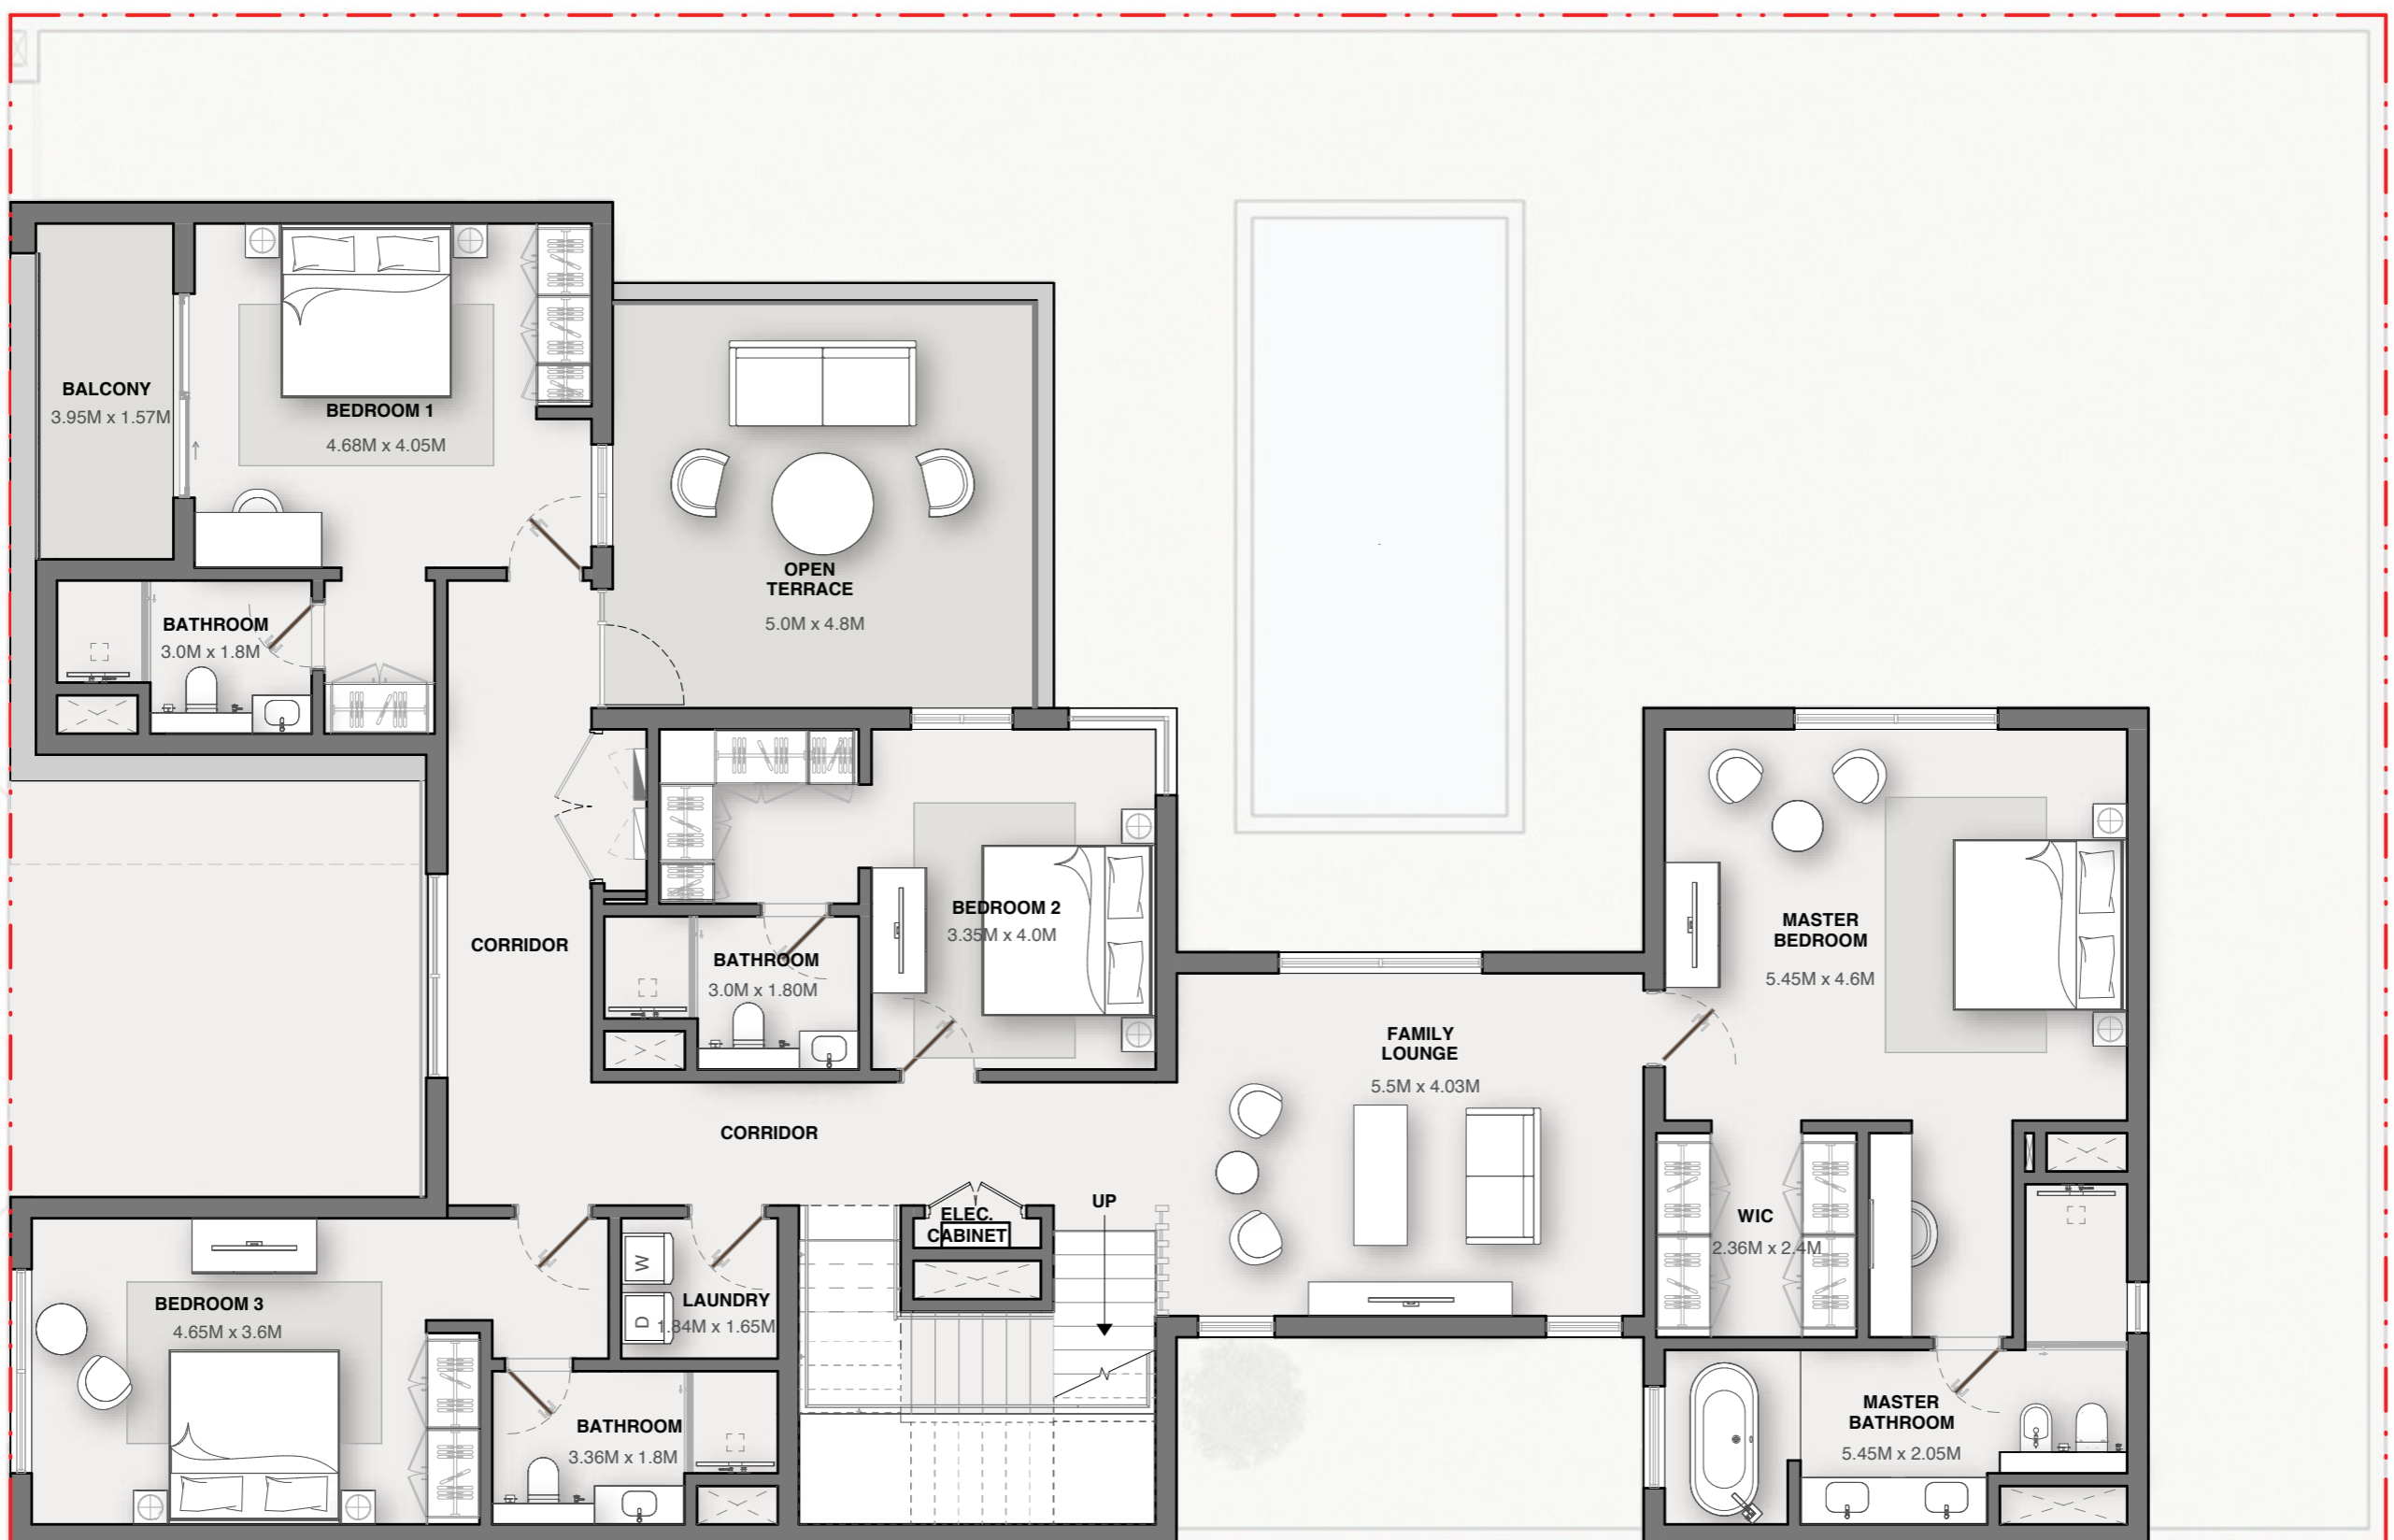 BALCONY
3.95M x 1.57M
BEDROOM 1
4.68M x 4.05M
OPEN
TERRACE
5.0M x 4.8M
BATHROOM
3.0M x 1.8M
CORRIDOR
BATHROOM
3.0M x 1.80M
BEDROOM 2
3.35M x 4.0M
MASTER
BEDROOM
5.45M x 4.6M
FAMILY
LOUNGE
5.5M x 4.03M
CORRIDOR
UP
ELEC.
CABINET
WIC
2.36M x 2.4M
BEDROOM 3
4.65M x 3.6M
W
D
LAUNDRY
1.84M x 1.65M
BATHROOM
3.36M x 1.8M
MASTER
BATHROOM
5.45M x 2.05M